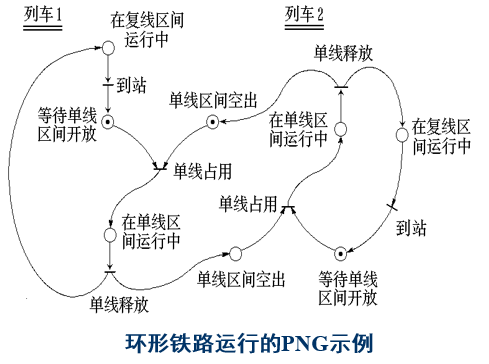 列车1
列车2
在复线区间
运行中
到站
等待单线
区间开放
单线区间空出
单线释放
在单线区
间运行中
在复线区
间运行中
单线占用
单线占用
在单线区
间运行中
到站
单线释放
单线区间空出
等待单线
区间开放
环形铁路运行的PNG示例